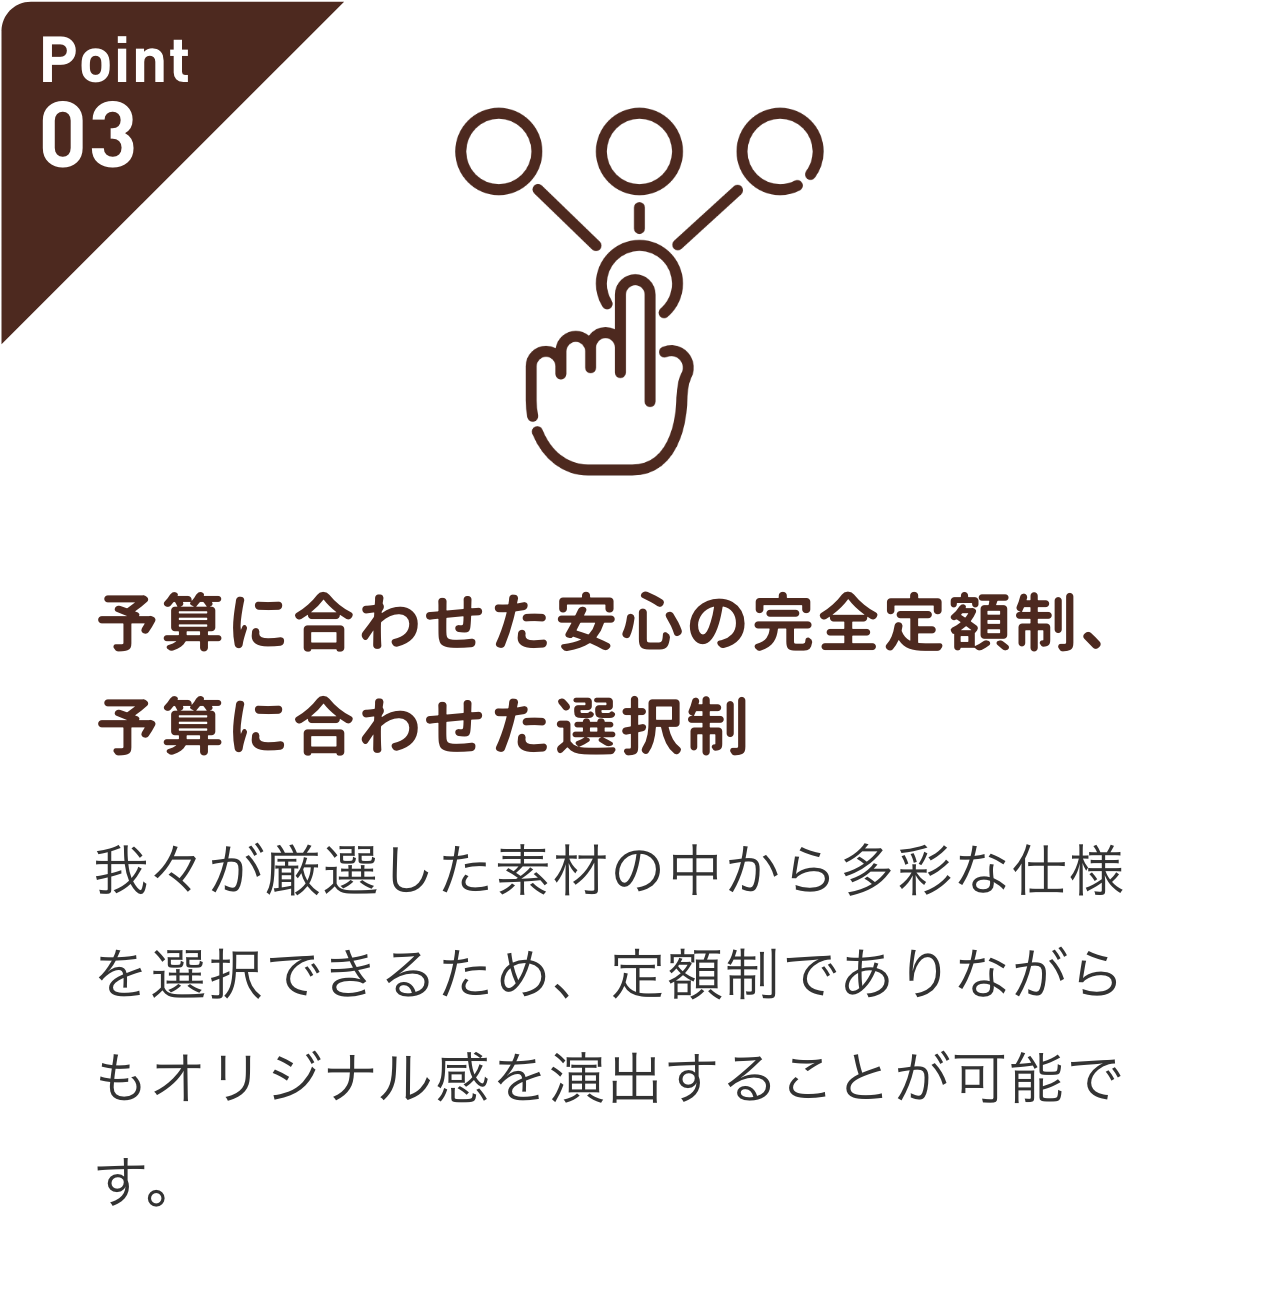 Point
03
予算に合わせた安心の完全定額制、
予算に合わせた選択制
我々が厳選した素材の中から多彩な仕様
を選択できるため、定額制でありながら
もオリジナル感を演出することが可能で
す。